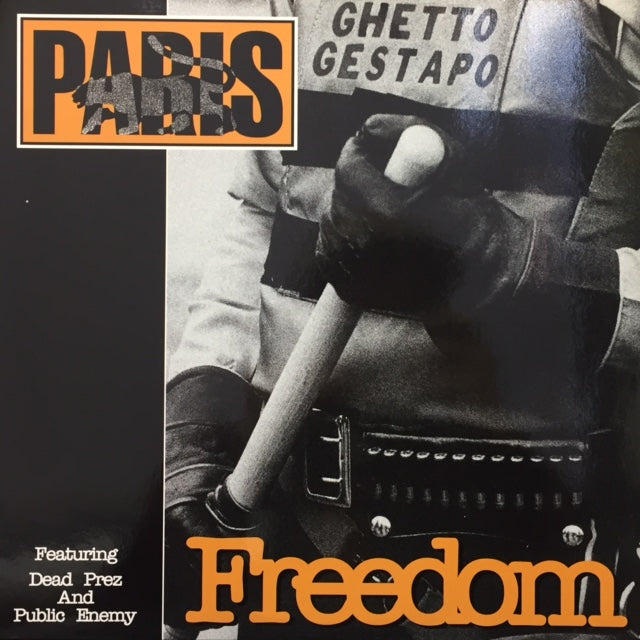 PARIS
GHETTO
GESTAPO
Featuring
Dead Prez
And
Public Enemy
Freedom